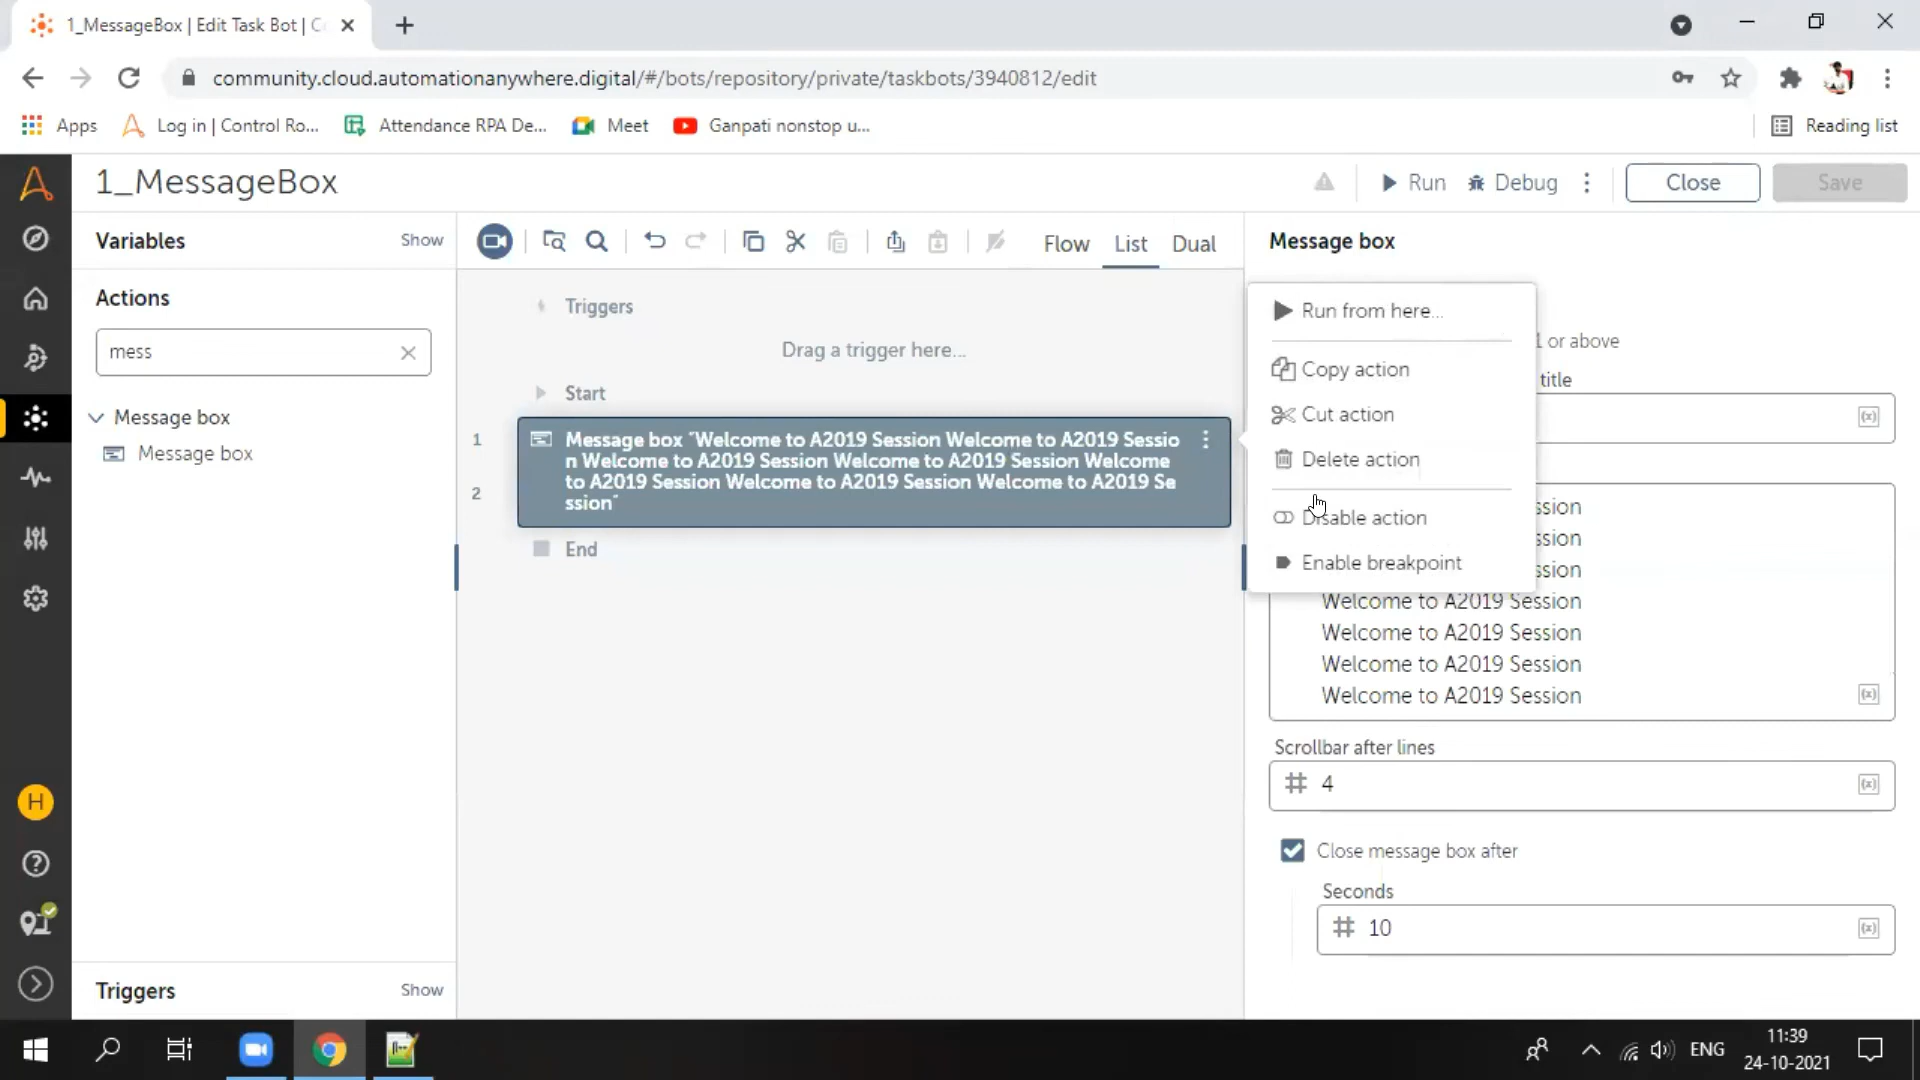 1_MessageBox | Edit Task Bot | C
community.cloud.automationanywhere.digital/#/bots/repository/private/taskbots/3940812/edit
Apps
Log in | Control Ro...
Attendance RPA De...
Meet
Ganpati nonstop u...
Reading list
1_MessageBox
Run
Debug
Close
Save
Variables
Show
Flow
List
Dual
Message box
Actions
mess
Message box
Message box
Triggers
Drag a trigger here...
Start
1
2
Message box "Welcome to A2019 Session Welcome to A2019 Sessio
n Welcome to A2019 Session Welcome to A2019 Session Welcome
to A2019 Session Welcome to A2019 Session Welcome to A2019 Se
ssion"
End
Run from here...
Copy action
Cut action
Delete action
Disable action
Enable breakpoint
or above
title
ssion
ssion
ssion
Welcome to A2019 Session
Welcome to A2019 Session
Welcome to A2019 Session
Welcome to A2019 Session
Scrollbar after lines
4
Close message box after
Seconds
10
H
Triggers
Show
ENG
11:39
24-10-2021